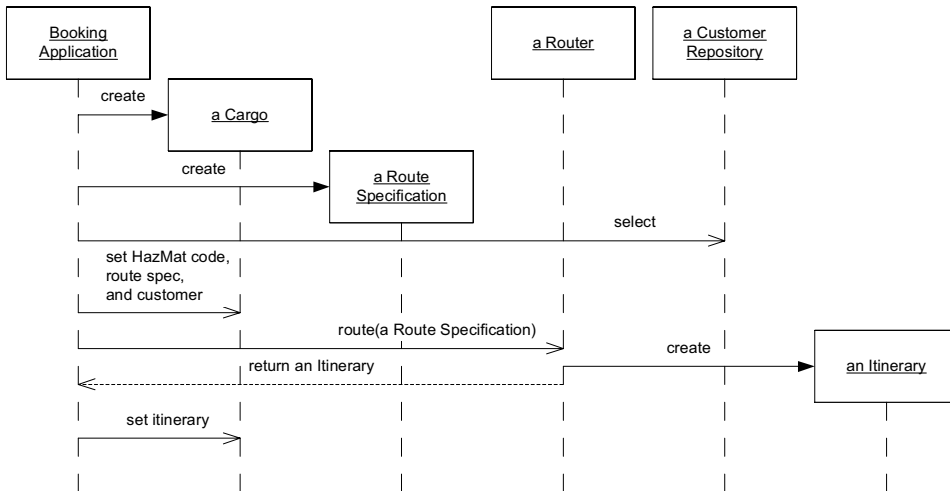 Booking
Application
a Router
a Customer
Repository
create
a Cargo
create
a Route
Specification
select
set HazMat code,
route spec,
and customer
route(a Route Specification)
create
return an Itinerary
an Itinerary
set itinerary